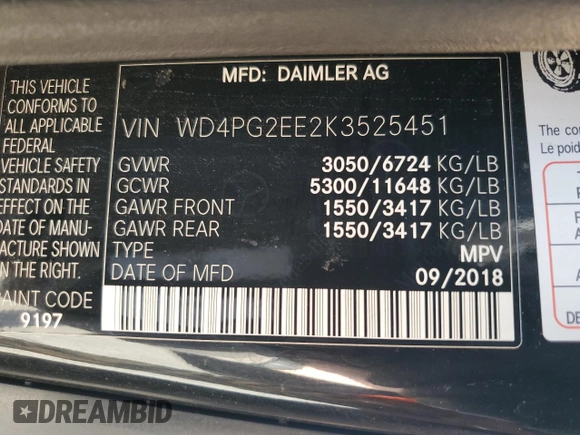 MFD: DAIMLER AG
THIS VEHICLE
CONFORMS TO
ALL APPLICABLE
FEDERAL
VEHICLE SAFETY
STANDARDS IN
EFFECT ON THE
DATE OF MANU-
FACTURE SHOWN
IN THE RIGHT.
PAINT CODE
9197
VIN WD4PG2EE2K3525451
GVWR 3050/6724 KG/LB
GCWR 5300/11648 KG/LB
GAWR FRONT 1550/3417 KG/LB
GAWR REAR 1550/3417 KG/LB
TYPE MPV
DATE OF MFD 09/2018
The co
Le poid
DE
DREAMBID